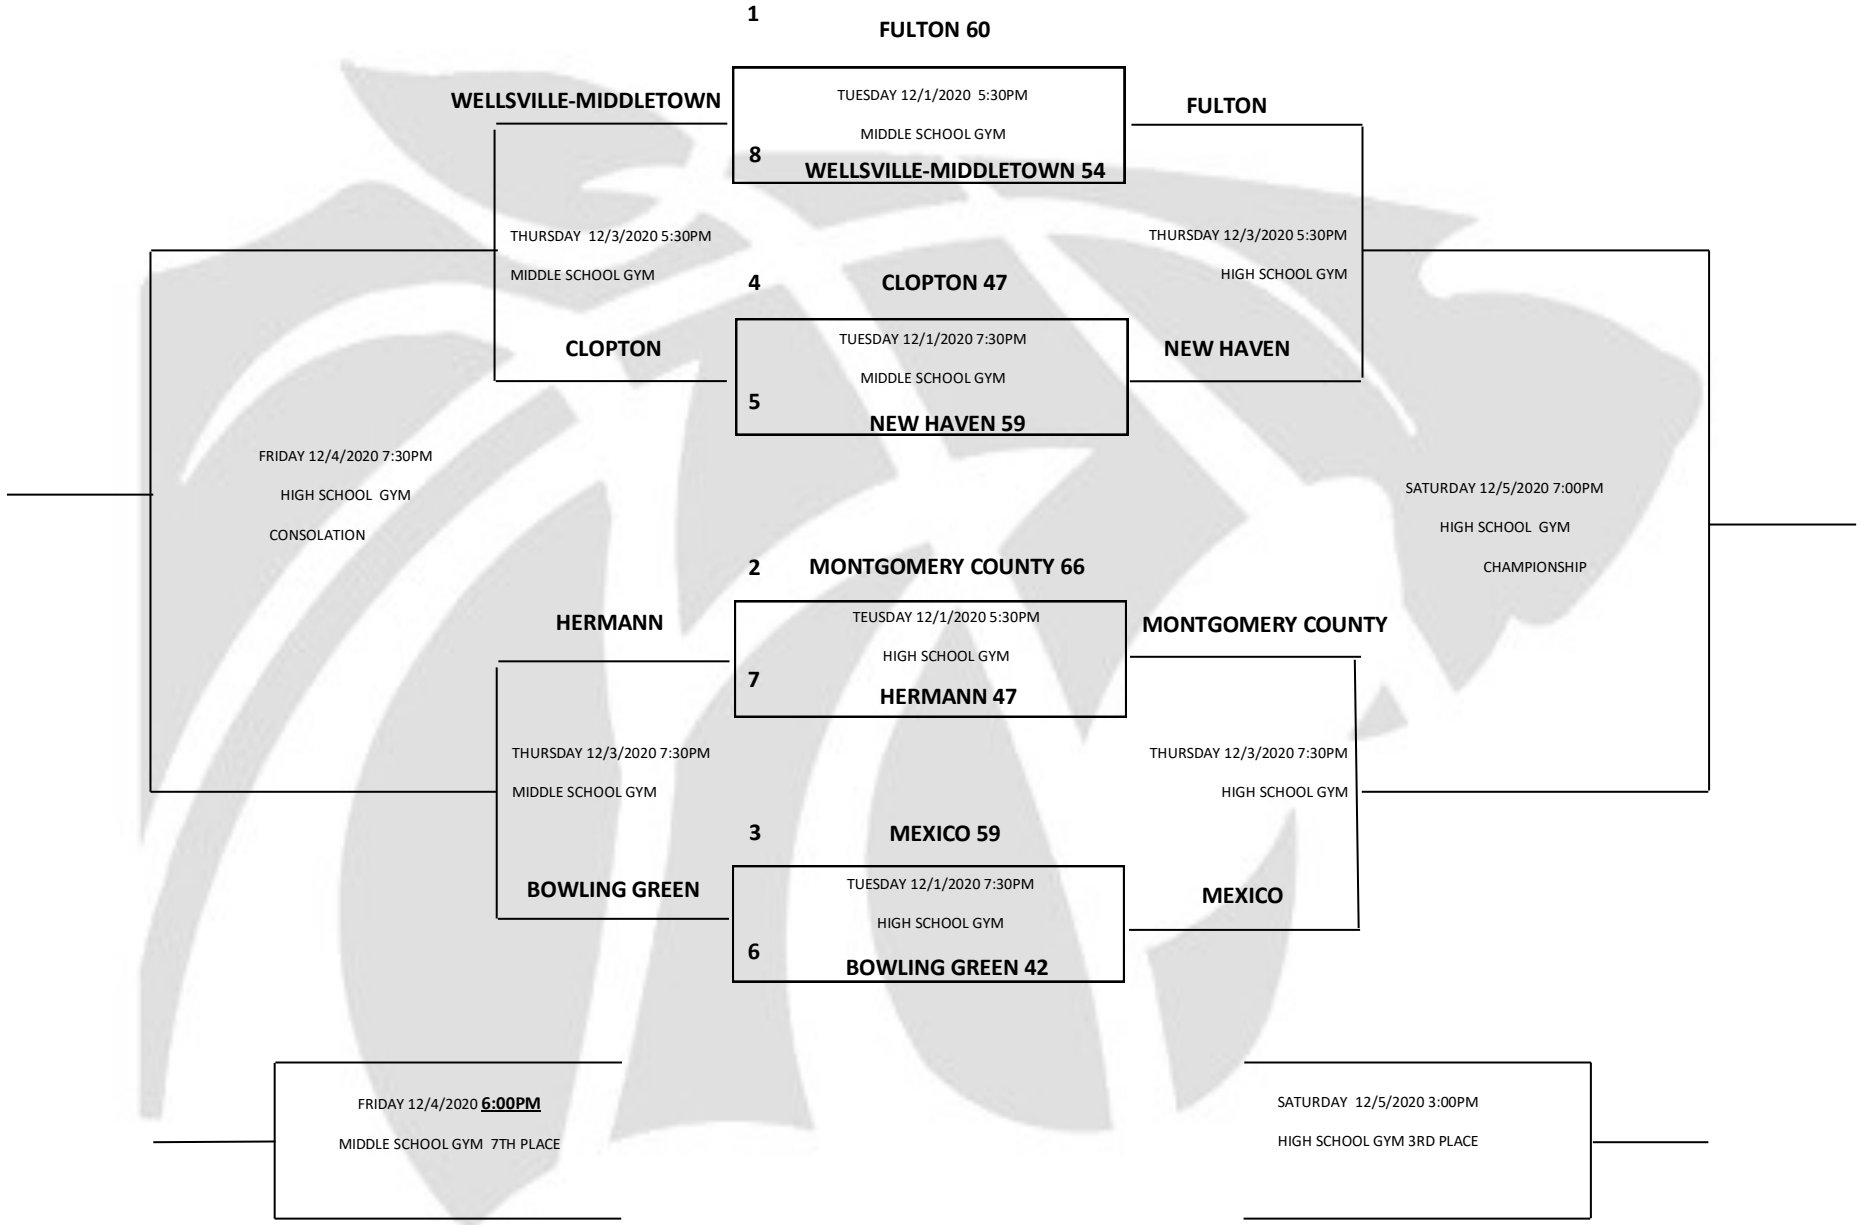 1
FULTON 60
WELLSVILLE-MIDDLETOWN
TUESDAY 12/1/2020 5:30PM
FULTON
MIDDLE SCHOOL GYM
8
WELLSVILLE-MIDDLETOWN 54
THURSDAY 12/3/2020 5:30PM
MIDDLE SCHOOL GYM
THURSDAY 12/3/2020 5:30PM
HIGH SCHOOL GYM
4
CLOPTON 47
CLOPTON
TUESDAY 12/1/2020 7:30PM
NEW HAVEN
MIDDLE SCHOOL GYM
5
NEW HAVEN 59
FRIDAY 12/4/2020 7:30PM
HIGH SCHOOL GYM
CONSOLATION
SATURDAY 12/5/2020 7:00PM
HIGH SCHOOL GYM
CHAMPIONSHIP
2
MONTGOMERY COUNTY 66
HERMANN
TEUSDAY 12/1/2020 5:30PM
MONTGOMERY COUNTY
HIGH SCHOOL GYM
7
HERMANN 47
THURSDAY 12/3/2020 7:30PM
MIDDLE SCHOOL GYM
THURSDAY 12/3/2020 7:30PM
HIGH SCHOOL GYM
3
MEXICO 59
BOWLING GREEN
TUESDAY 12/1/2020 7:30PM
MEXICO
HIGH SCHOOL GYM
6
BOWLING GREEN 42
FRIDAY 12/4/2020 6:00PM
MIDDLE SCHOOL GYM 7TH PLACE
SATURDAY 12/5/2020 3:00PM
HIGH SCHOOL GYM 3RD PLACE